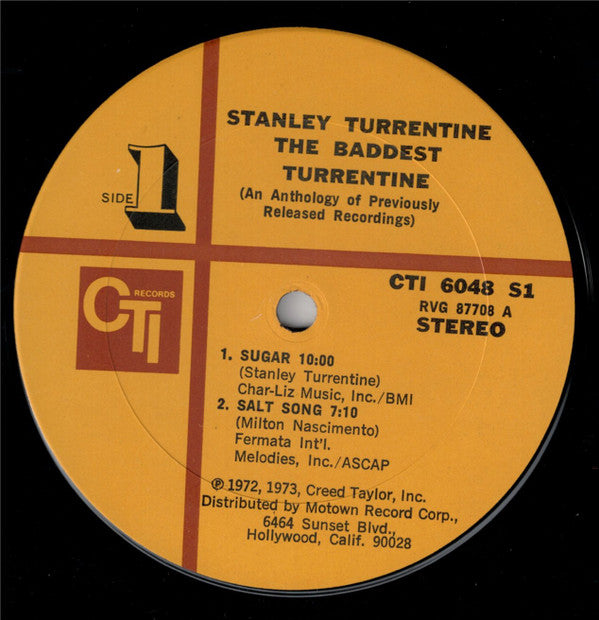 STANLEY TURRENTINE
THE BADDEST
TURRENTINE
(An Anthology of Previously
Released Recordings)
SIDE 1
CTI RECORDS
CTI 6048 S1
RVG 87708 A
STEREO
1. SUGAR 10:00
(Stanley Turrentine)
Char-Liz Music, Inc./BMI
2. SALT SONG 7:10
(Milton Nascimento)
Fermata Int'l.
Melodies, Inc./ASCAP
℗ 1972, 1973, Creed Taylor, Inc.
Distributed by Motown Record Corp.,
6464 Sunset Blvd.,
Hollywood, Calif. 90028